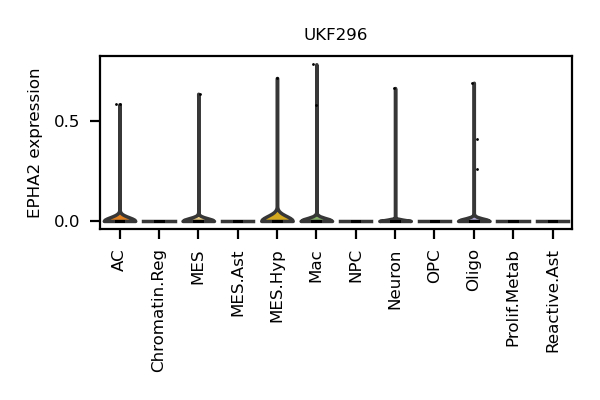 UKF296
EPHA2 expression
0.5
0.0
AC
Chromatin.Reg
MES
MES.Ast
MES.Hyp
Mac
NPC
Neuron
OPC
Oligo
Prolif.Metab
Reactive.Ast